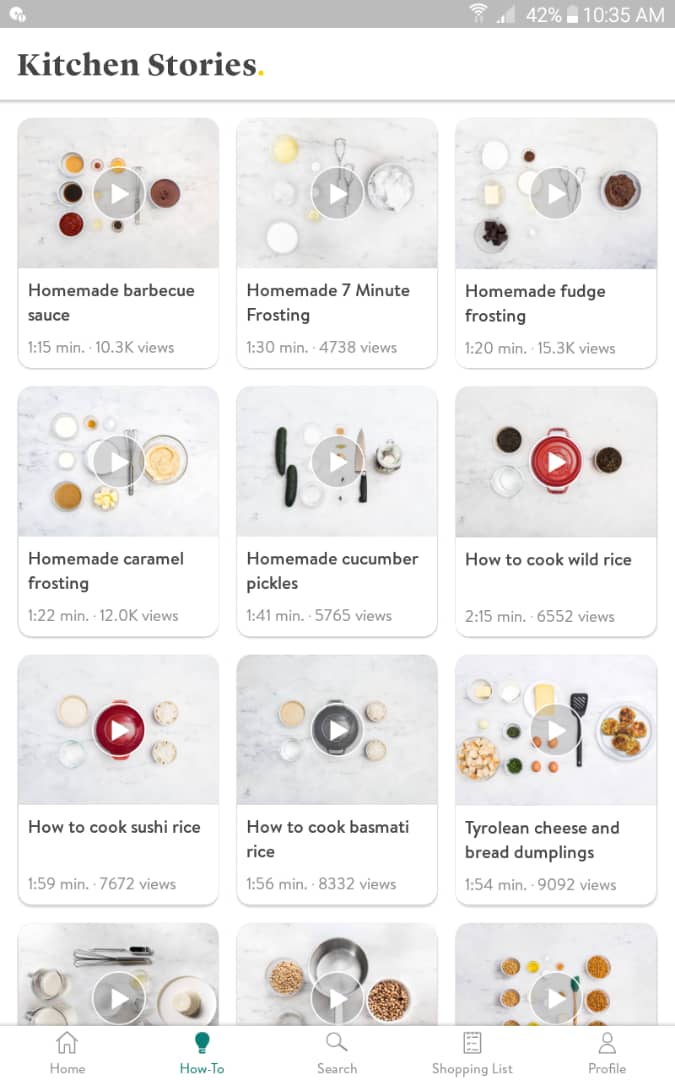 42% 10:35 AM
Kitchen Stories.
Homemade barbecue
sauce
1:15 min. · 10.3K views
Homemade 7 Minute
Frosting
1:30 min. · 4738 views
Homemade fudge
frosting
1:20 min. · 15.3K views
Homemade caramel
frosting
1:22 min. · 12.0K views
Homemade cucumber
pickles
1:41 min. · 5765 views
How to cook wild rice
2:15 min. · 6552 views
How to cook sushi rice
1:59 min. · 7672 views
How to cook basmati
rice
1:56 min. · 8332 views
Tyrolean cheese and
bread dumplings
1:54 min. · 9092 views
Home
How-To
Search
Shopping List
Profile